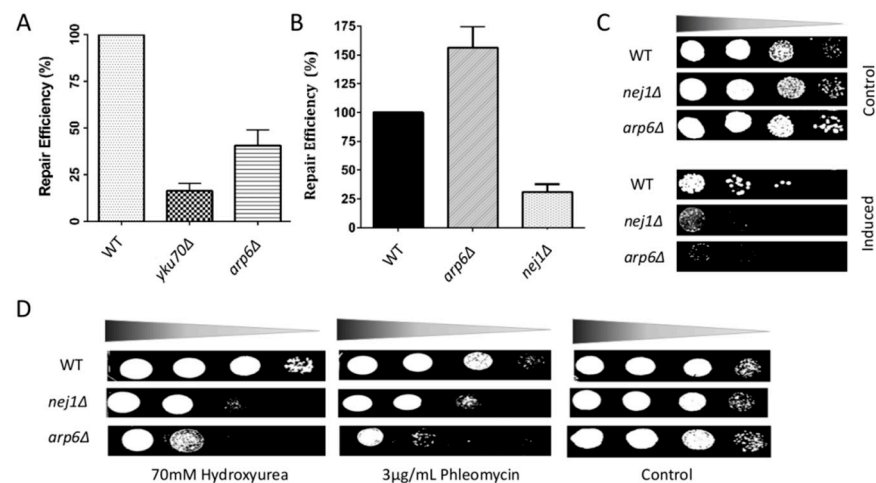 A
Repair Efficiency (%)
100
75
50
25
0
WT
yku70Δ
arp6Δ
B
Repair Efficiency (%)
175
150
125
100
75
50
25
0
WT
arp6Δ
nej1Δ
C
WT
nej1Δ
arp6Δ
Control
WT
nej1Δ
arp6Δ
Induced
D
WT
nej1Δ
arp6Δ
70mM Hydroxyurea
3µg/mL Phleomycin
Control